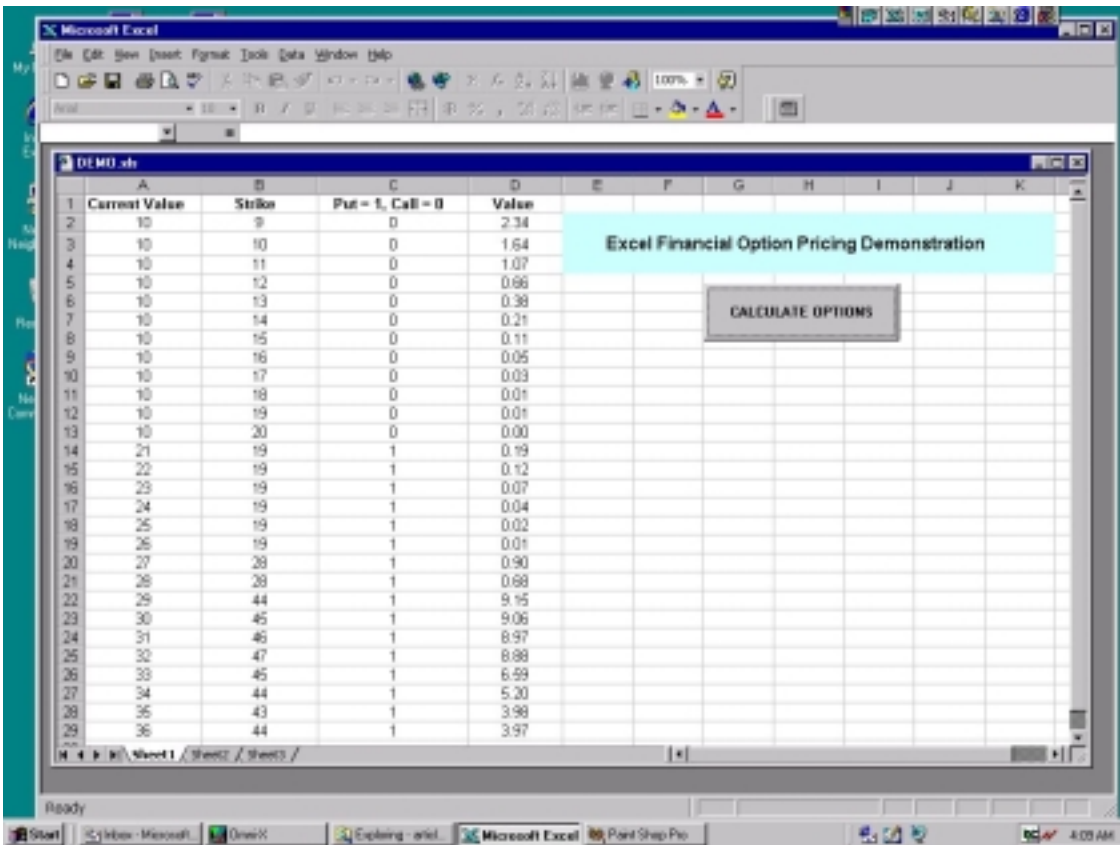 Microsoft Excel
File Edit View Insert Format Tools Data Window Help
100%
Arial 10 B I U
=
DEMO.xls
A B C D E F G H I J K
1 Current Value Strike Put = 1, Call = 0 Value
2 10 9 0 2.34
3 10 10 0 1.64
4 10 11 0 1.07
5 10 12 0 0.66
6 10 13 0 0.38
7 10 14 0 0.21
8 10 15 0 0.11
9 10 16 0 0.05
10 10 17 0 0.03
11 10 18 0 0.01
12 10 19 0 0.01
13 10 20 0 0.00
14 21 19 1 0.19
15 22 19 1 0.12
16 23 19 1 0.07
17 24 19 1 0.04
18 25 19 1 0.02
19 26 19 1 0.01
20 27 28 1 0.90
21 28 28 1 0.68
22 29 44 1 9.15
23 30 45 1 9.06
24 31 46 1 8.97
25 32 47 1 8.88
26 33 45 1 6.59
27 34 44 1 5.20
28 35 43 1 3.98
29 36 44 1 3.97
Excel Financial Option Pricing Demonstration
CALCULATE OPTIONS
Sheet1 Sheet2 Sheet3
Ready
Start Inbox - Microsoft... Exploring - Microsoft Excel Paint Shop Pro 4:09 AM